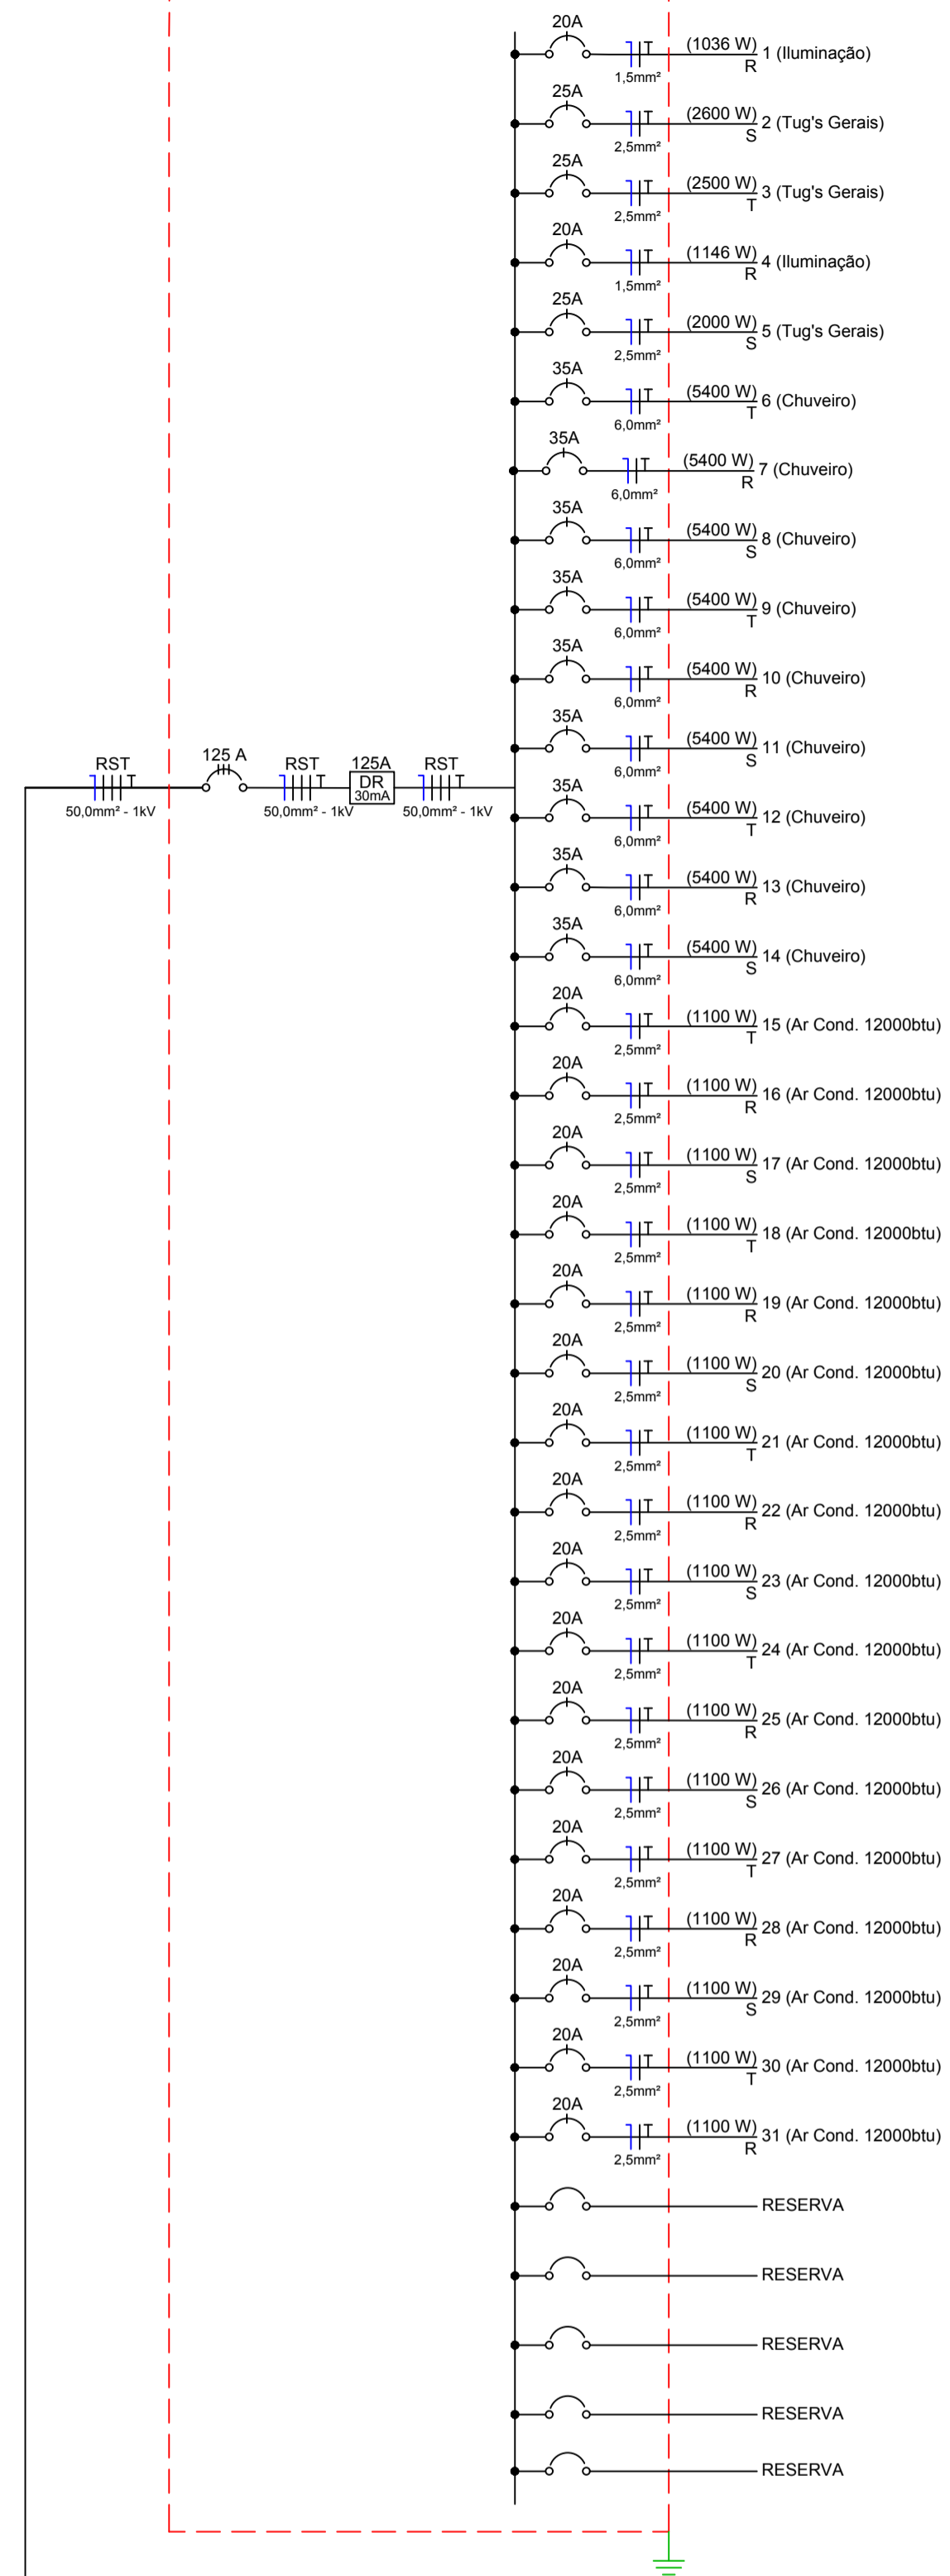 20A
(1036 W) 1 (Iluminação)
1,5mm² R
25A
(2600 W) 2 (Tug's Gerais)
2,5mm² S
25A
(2500 W) 3 (Tug's Gerais)
2,5mm² T
20A
(1146 W) 4 (Iluminação)
1,5mm² R
25A
(2000 W) 5 (Tug's Gerais)
2,5mm² S
35A
(5400 W) 6 (Chuveiro)
6,0mm² T
35A
(5400 W) 7 (Chuveiro)
6,0mm² R
35A
(5400 W) 8 (Chuveiro)
6,0mm² S
35A
(5400 W) 9 (Chuveiro)
6,0mm² T
35A
(5400 W) 10 (Chuveiro)
6,0mm² R
35A
(5400 W) 11 (Chuveiro)
6,0mm² S
RST
50,0mm² - 1kV
125 A
RST
50,0mm² - 1kV
125A
DR
30mA
RST
50,0mm² - 1kV
35A
(5400 W) 12 (Chuveiro)
6,0mm² T
35A
(5400 W) 13 (Chuveiro)
6,0mm² R
35A
(5400 W) 14 (Chuveiro)
6,0mm² S
20A
(1100 W) 15 (Ar Cond. 12000btu)
2,5mm² T
20A
(1100 W) 16 (Ar Cond. 12000btu)
2,5mm² R
20A
(1100 W) 17 (Ar Cond. 12000btu)
2,5mm² S
20A
(1100 W) 18 (Ar Cond. 12000btu)
2,5mm² T
20A
(1100 W) 19 (Ar Cond. 12000btu)
2,5mm² R
20A
(1100 W) 20 (Ar Cond. 12000btu)
2,5mm² S
20A
(1100 W) 21 (Ar Cond. 12000btu)
2,5mm² T
20A
(1100 W) 22 (Ar Cond. 12000btu)
2,5mm² R
20A
(1100 W) 23 (Ar Cond. 12000btu)
2,5mm² S
20A
(1100 W) 24 (Ar Cond. 12000btu)
2,5mm² T
20A
(1100 W) 25 (Ar Cond. 12000btu)
2,5mm² R
20A
(1100 W) 26 (Ar Cond. 12000btu)
2,5mm² S
20A
(1100 W) 27 (Ar Cond. 12000btu)
2,5mm² T
20A
(1100 W) 28 (Ar Cond. 12000btu)
2,5mm² R
20A
(1100 W) 29 (Ar Cond. 12000btu)
2,5mm² S
20A
(1100 W) 30 (Ar Cond. 12000btu)
2,5mm² T
20A
(1100 W) 31 (Ar Cond. 12000btu)
2,5mm² R
RESERVA
RESERVA
RESERVA
RESERVA
RESERVA